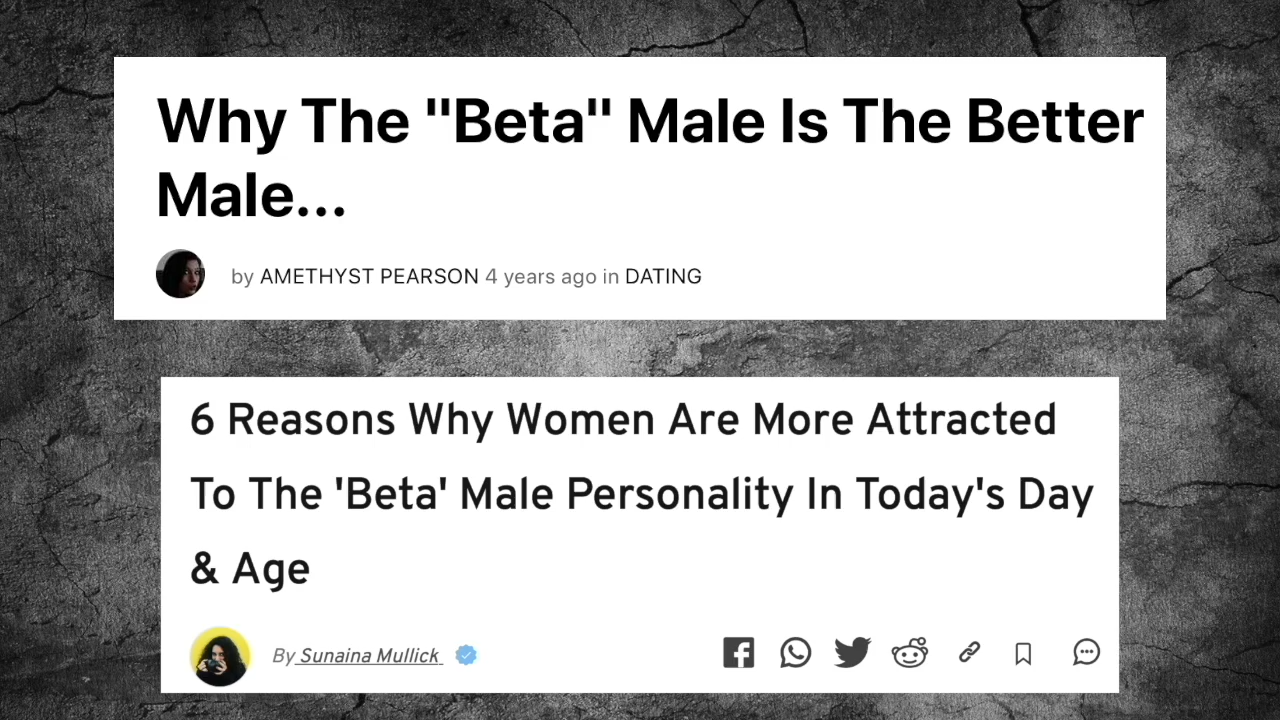 Why The "Beta" Male Is The Better
Male...
by AMETHYST PEARSON 4 years ago in DATING
6 Reasons Why Women Are More Attracted
To The 'Beta' Male Personality In Today's Day
& Age
By Sunaina Mullick